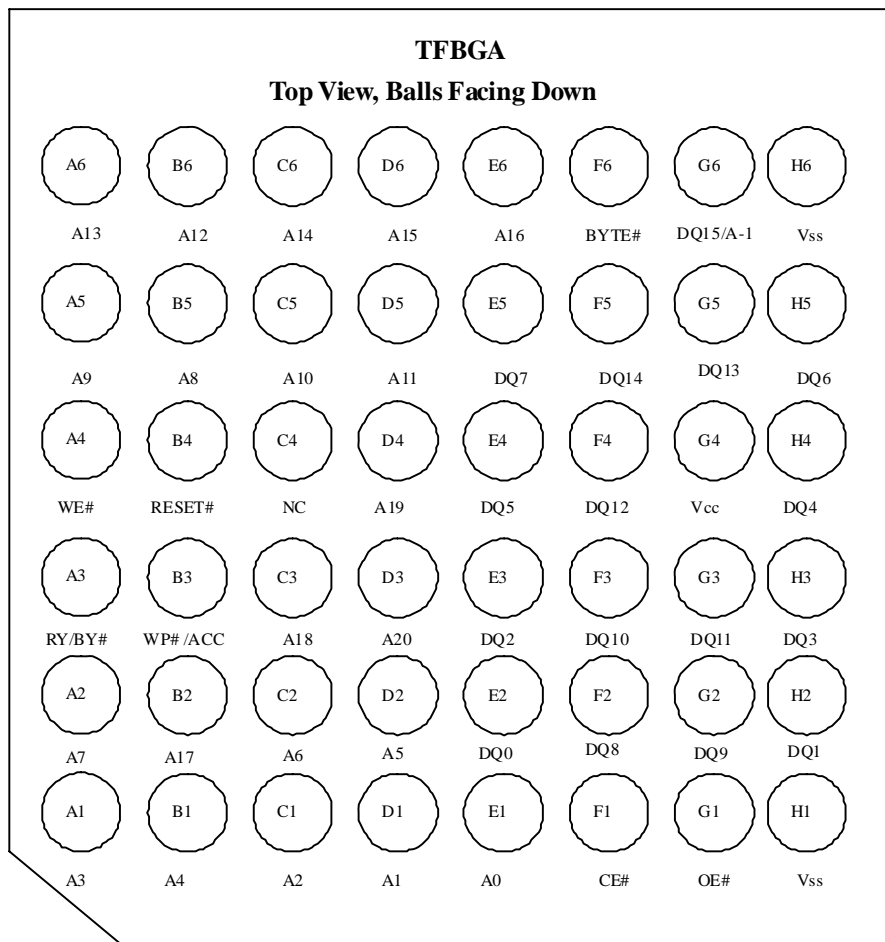 TFBGA
Top View, Balls Facing Down
A6 B6 C6 D6 E6 F6 G6 H6
A13 A12 A14 A15 A16 BYTE# DQ15/A-1 Vss
A5 B5 C5 D5 E5 F5 G5 H5
A9 A8 A10 A11 DQ7 DQ14 DQ13 DQ6
A4 B4 C4 D4 E4 F4 G4 H4
WE# RESET# NC A19 DQ5 DQ12 Vcc DQ4
A3 B3 C3 D3 E3 F3 G3 H3
RY/BY# WP# /ACC A18 A20 DQ2 DQ10 DQ11 DQ3
A2 B2 C2 D2 E2 F2 G2 H2
A7 A17 A6 A5 DQ0 DQ8 DQ9 DQ1
A1 B1 C1 D1 E1 F1 G1 H1
A3 A4 A2 A1 A0 CE# OE# Vss